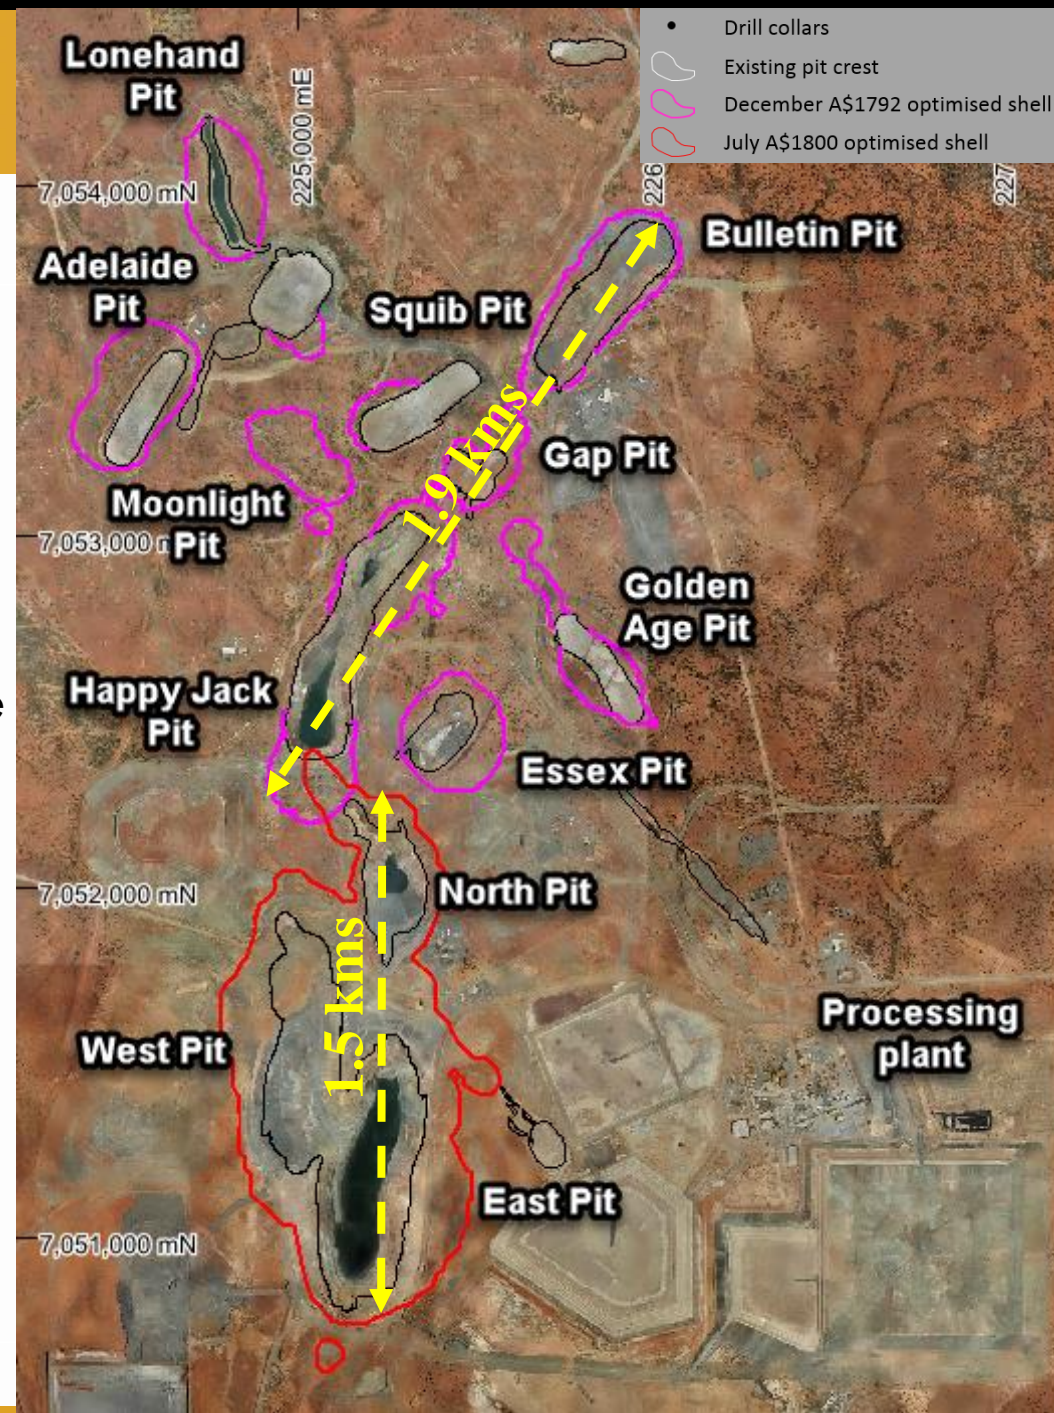 Drill collars
Existing pit crest
December A$1792 optimised shell
July A$1800 optimised shell
Lonehand
Pit
225,000 mE
226
227
7,054,000 mN
Bulletin Pit
Adelaide
Pit
Squib Pit
1.9 kms
Gap Pit
Moonlight
Pit
7,053,000 m
Golden
Age Pit
Happy Jack
Pit
e
Essex Pit
7,052,000 mN
North Pit
1.5 kms
West Pit
Processing
plant
East Pit
7,051,000 mN